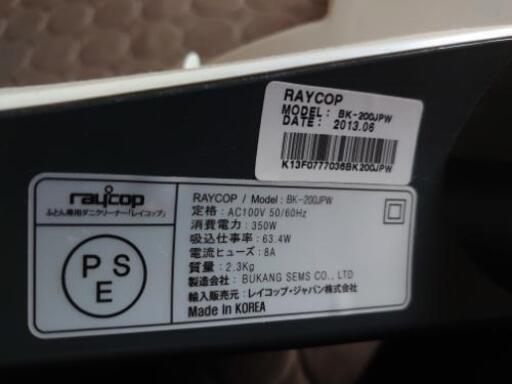 RAYCOP
MODEL: BK-200JPW
DATE: 2013.06
K13F0777036BK200JPW
raycop
ふとん専用ダニクリーナー「レイコップ」
PSE
RAYCOP / Model: BK-200JPW
定格：AC100V 50/60Hz
消費電力：350W
吸込仕事率：63.4W
電流ヒューズ：8A
質量：2.3Kg
製造会社：BUKANG SEMS CO., LTD
輸入販売元：レイコップ・ジャパン株式会社
Made in KOREA